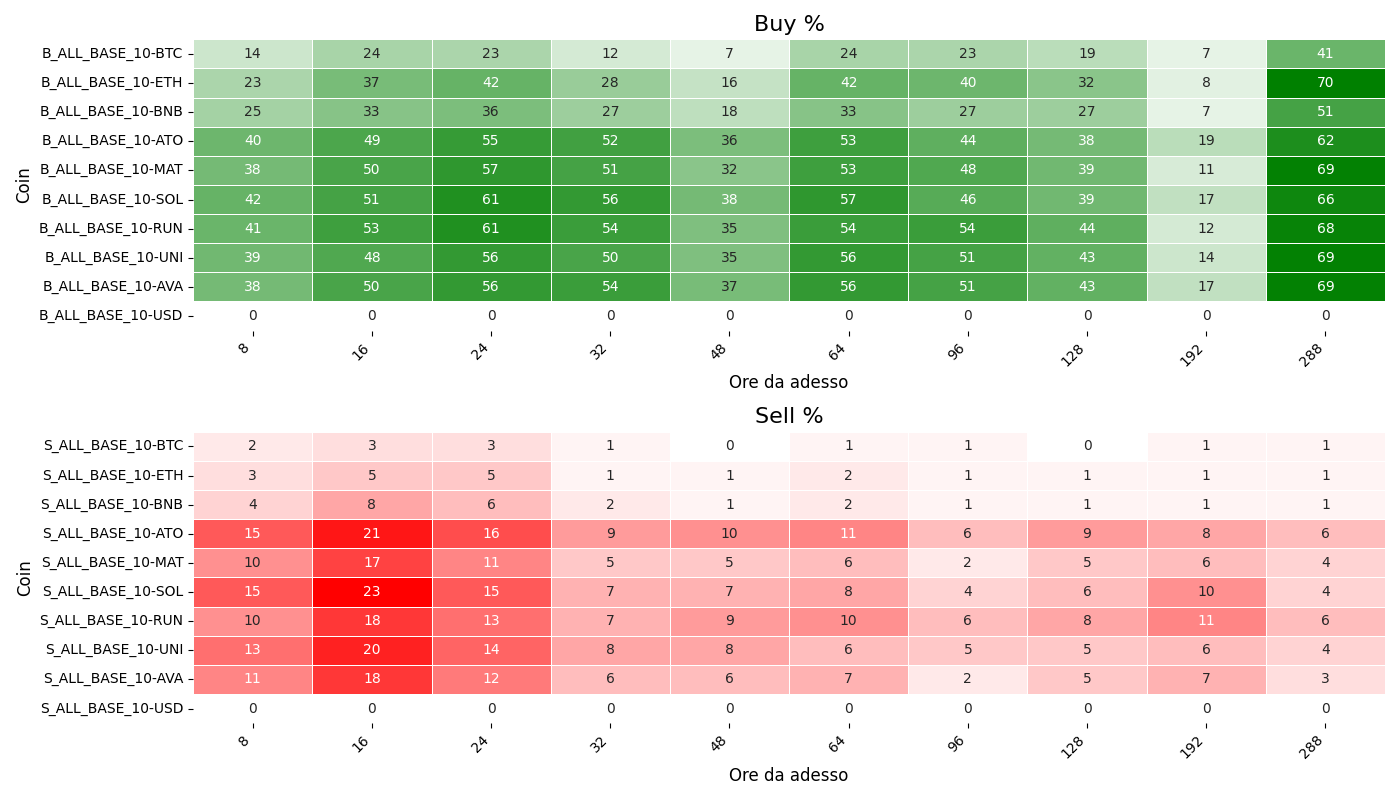 Buy %
Coin
B_ALL_BASE_10-BTC 14 24 23 12 7 24 23 19 7 41
B_ALL_BASE_10-ETH 23 37 42 28 16 42 40 32 8 70
B_ALL_BASE_10-BNB 25 33 36 27 18 33 27 27 7 51
B_ALL_BASE_10-ATO 40 49 55 52 36 53 44 38 19 62
B_ALL_BASE_10-MAT 38 50 57 51 32 53 48 39 11 69
B_ALL_BASE_10-SOL 42 51 61 56 38 57 46 39 17 66
B_ALL_BASE_10-RUN 41 53 61 54 35 54 54 44 12 68
B_ALL_BASE_10-UNI 39 48 56 50 35 56 51 43 14 69
B_ALL_BASE_10-AVA 38 50 56 54 37 56 51 43 17 69
B_ALL_BASE_10-USD 0 0 0 0 0 0 0 0 0 0
8 16 24 32 48 64 96 128 192 288
Ore da adesso
Sell %
Coin
S_ALL_BASE_10-BTC 2 3 3 1 0 1 1 0 1 1
S_ALL_BASE_10-ETH 3 5 5 1 1 2 1 1 1 1
S_ALL_BASE_10-BNB 4 8 6 2 1 2 1 1 1 1
S_ALL_BASE_10-ATO 15 21 16 9 10 11 6 9 8 6
S_ALL_BASE_10-MAT 10 17 11 5 5 6 2 5 6 4
S_ALL_BASE_10-SOL 15 23 15 7 7 8 4 6 10 4
S_ALL_BASE_10-RUN 10 18 13 7 9 10 6 8 11 6
S_ALL_BASE_10-UNI 13 20 14 8 8 6 5 5 6 4
S_ALL_BASE_10-AVA 11 18 12 6 6 7 2 5 7 3
S_ALL_BASE_10-USD 0 0 0 0 0 0 0 0 0 0
8 16 24 32 48 64 96 128 192 288
Ore da adesso